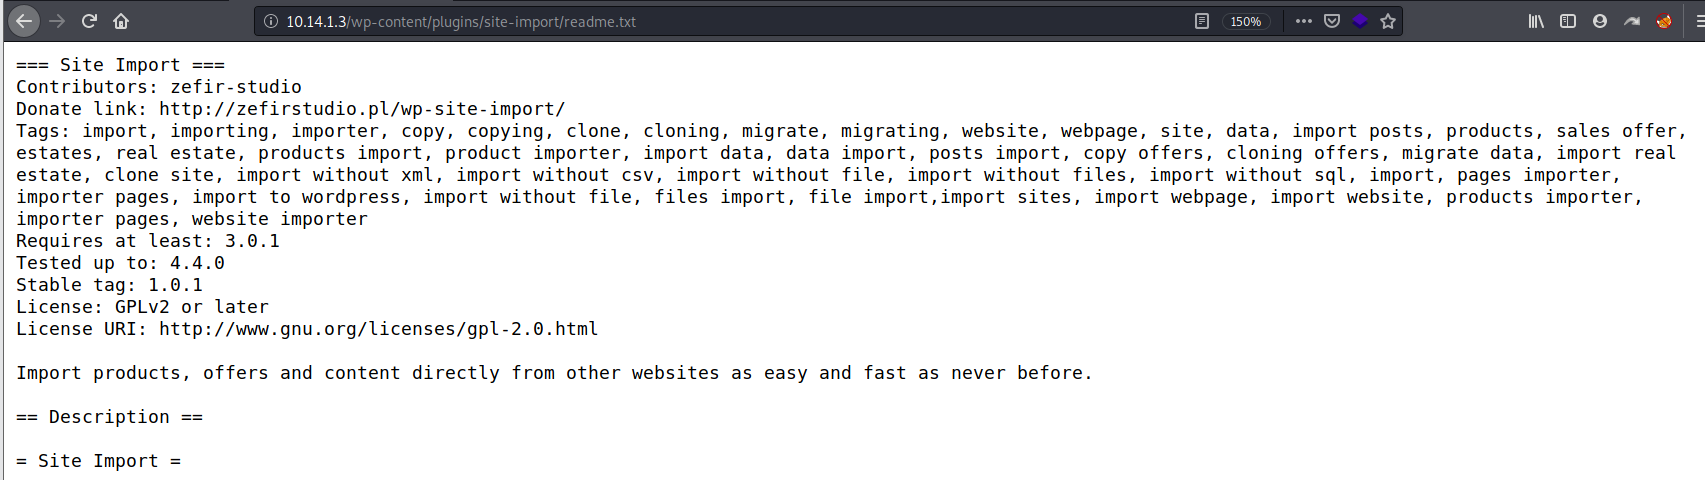 10.14.1.3/wp-content/plugins/site-import/readme.txt
150%
=== Site Import ===
Contributors: zefir-studio
Donate link: http://zefirstudio.pl/wp-site-import/
Tags: import, importing, importer, copy, copying, clone, cloning, migrate, migrating, website, webpage, site, data, import posts, products, sales offer,
estates, real estate, products import, product importer, import data, data import, posts import, copy offers, cloning offers, migrate data, import real
estate, clone site, import without xml, import without csv, import without file, import without files, import without sql, import, pages importer,
importer pages, import to wordpress, import without file, files import, file import,import sites, import webpage, import website, products importer,
importer pages, website importer
Requires at least: 3.0.1
Tested up to: 4.4.0
Stable tag: 1.0.1
License: GPLv2 or later
License URI: http://www.gnu.org/licenses/gpl-2.0.html
Import products, offers and content directly from other websites as easy and fast as never before.
== Description ==
= Site Import =